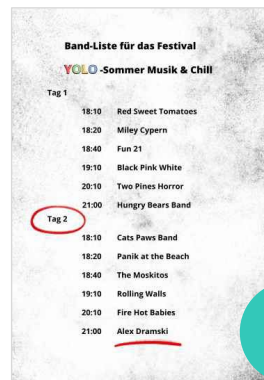 Band-Liste für das Festival
YOLO-Sommer Musik & Chill
Tag 1
18:10 Red Sweet Tomatoes
18:20 Miley Cypern
18:40 Fun 21
19:10 Black Pink White
20:10 Two Pines Horror
21:00 Hungry Bears Band
Tag 2
18:10 Cats Paws Band
18:20 Panik at the Beach
18:40 The Moskitos
19:10 Rolling Walls
20:10 Fire Hot Babies
21:00 Alex Dramski